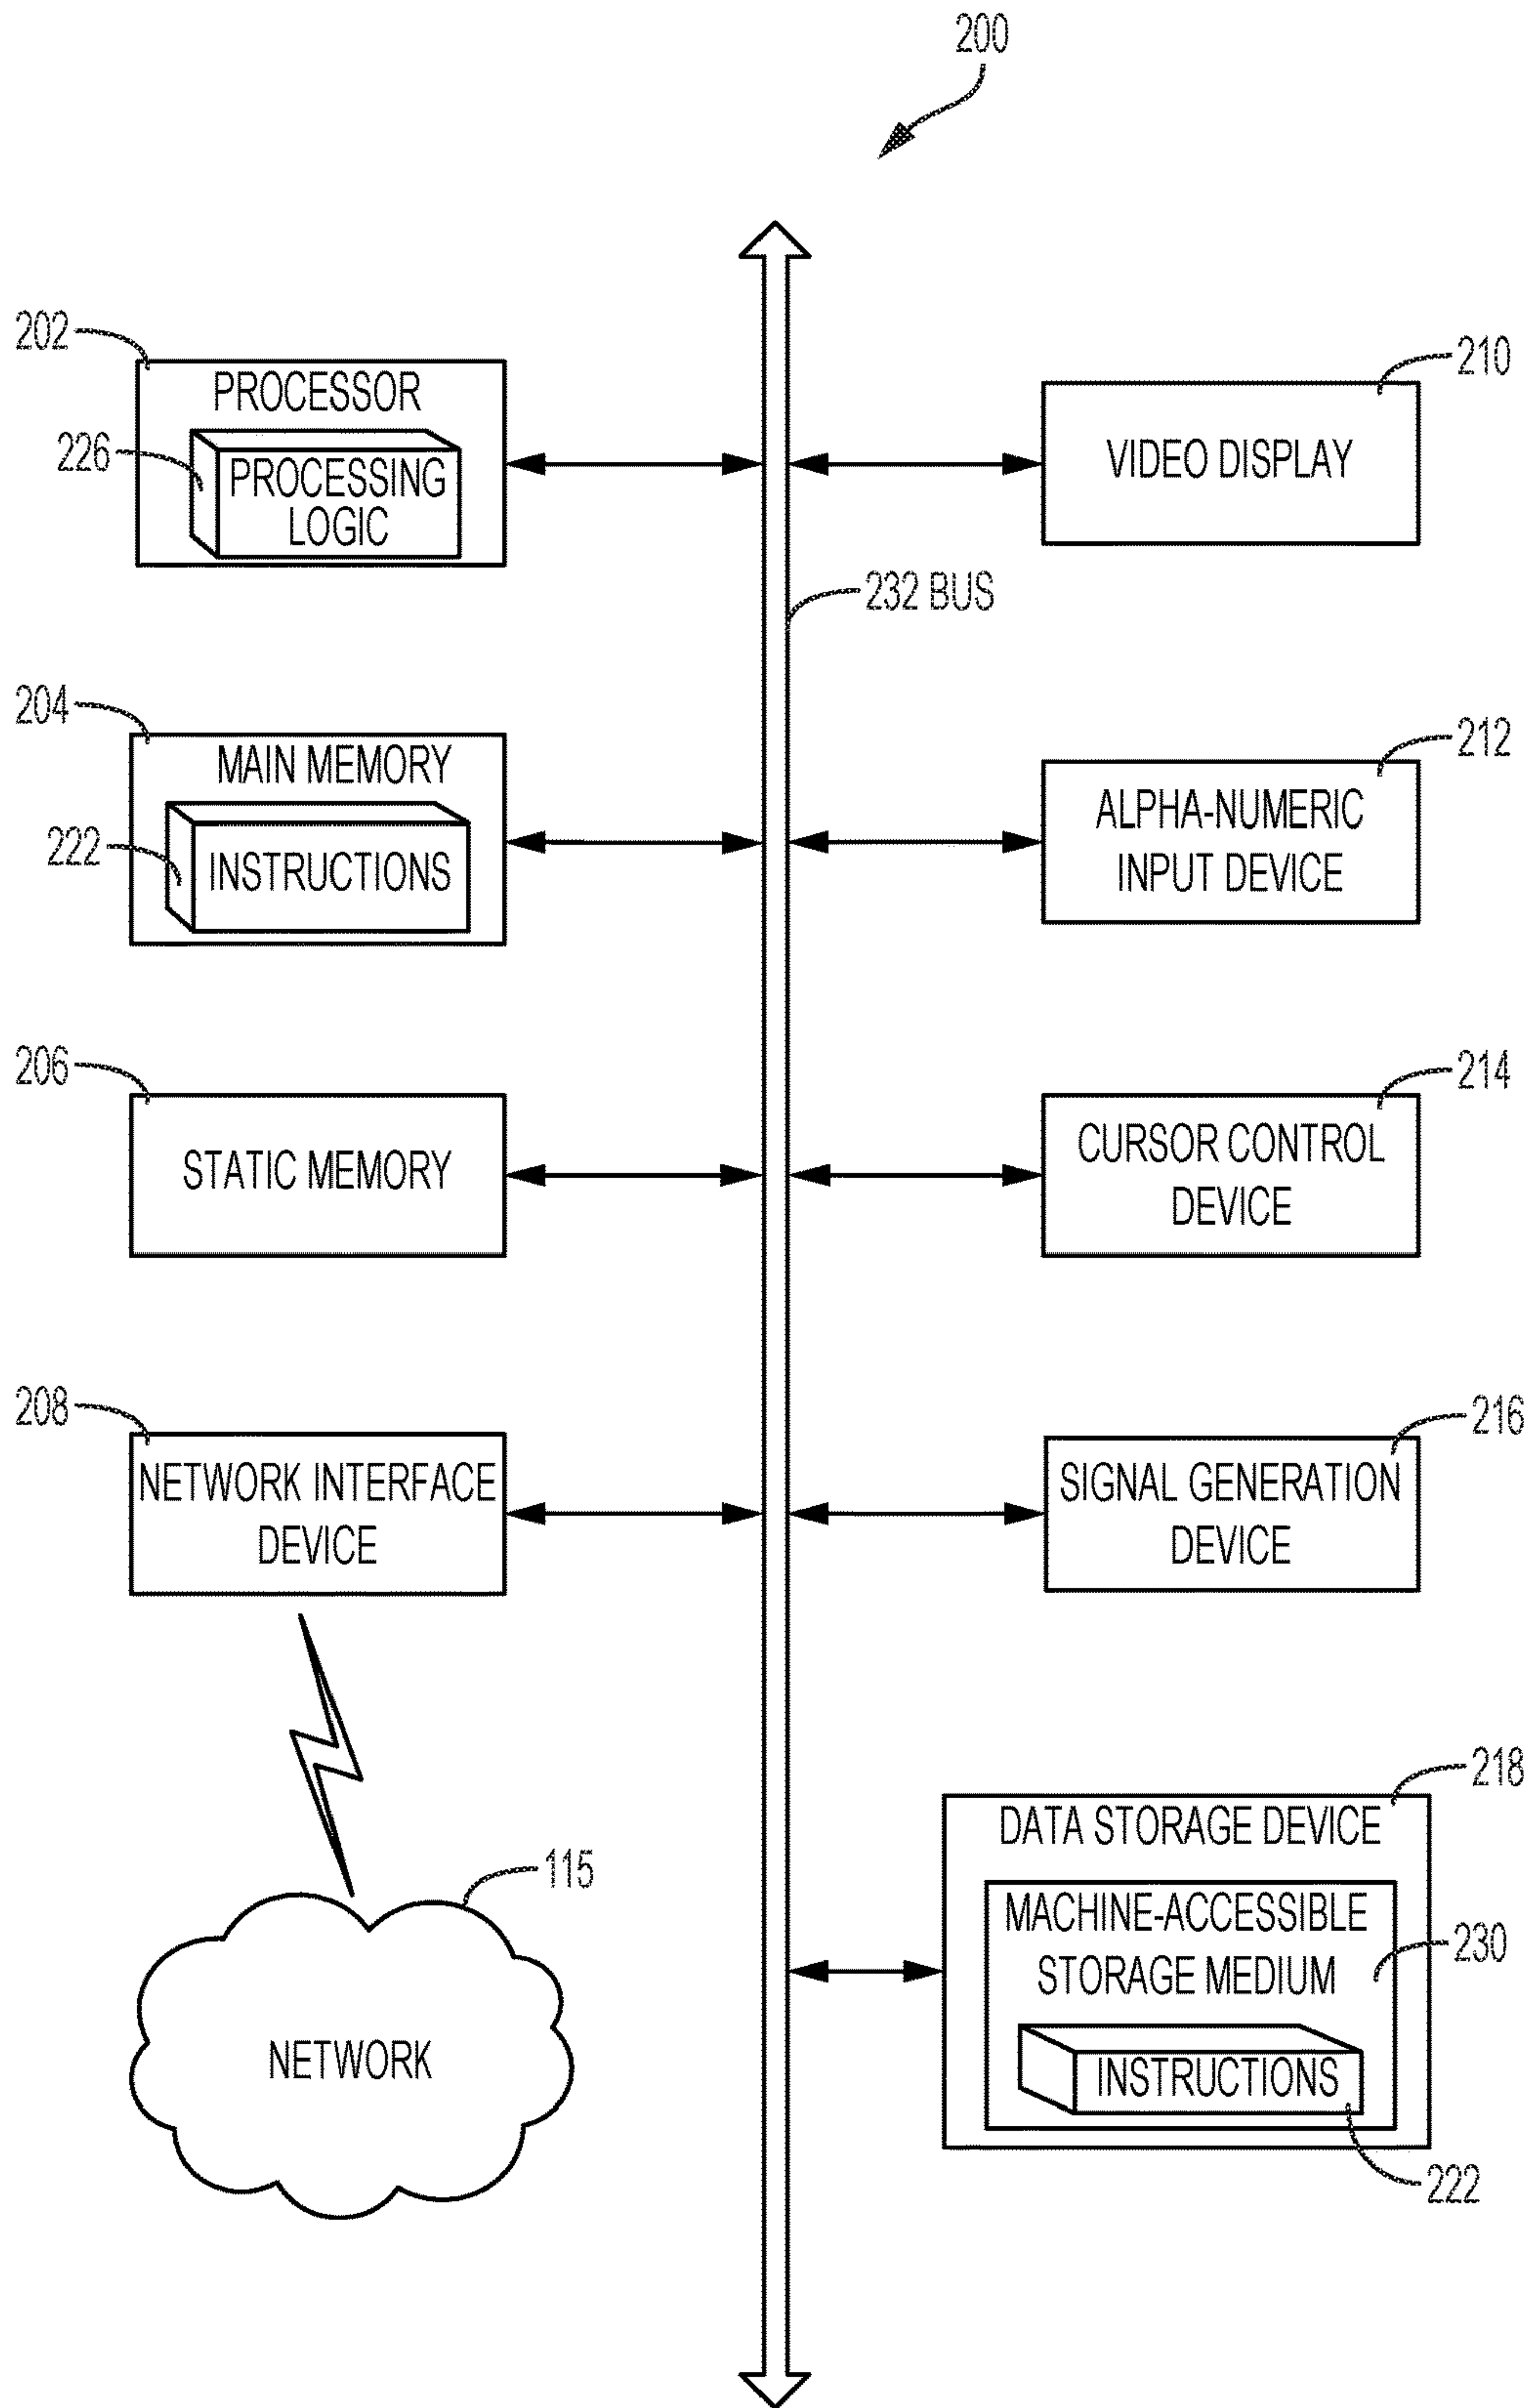 200
202
PROCESSOR
226
PROCESSING
LOGIC
210
VIDEO DISPLAY
232 BUS
204
MAIN MEMORY
222
INSTRUCTIONS
212
ALPHA-NUMERIC
INPUT DEVICE
206
STATIC MEMORY
214
CURSOR CONTROL
DEVICE
208
NETWORK INTERFACE
DEVICE
216
SIGNAL GENERATION
DEVICE
115
NETWORK
218
DATA STORAGE DEVICE
MACHINE-ACCESSIBLE
STORAGE MEDIUM
230
INSTRUCTIONS
222